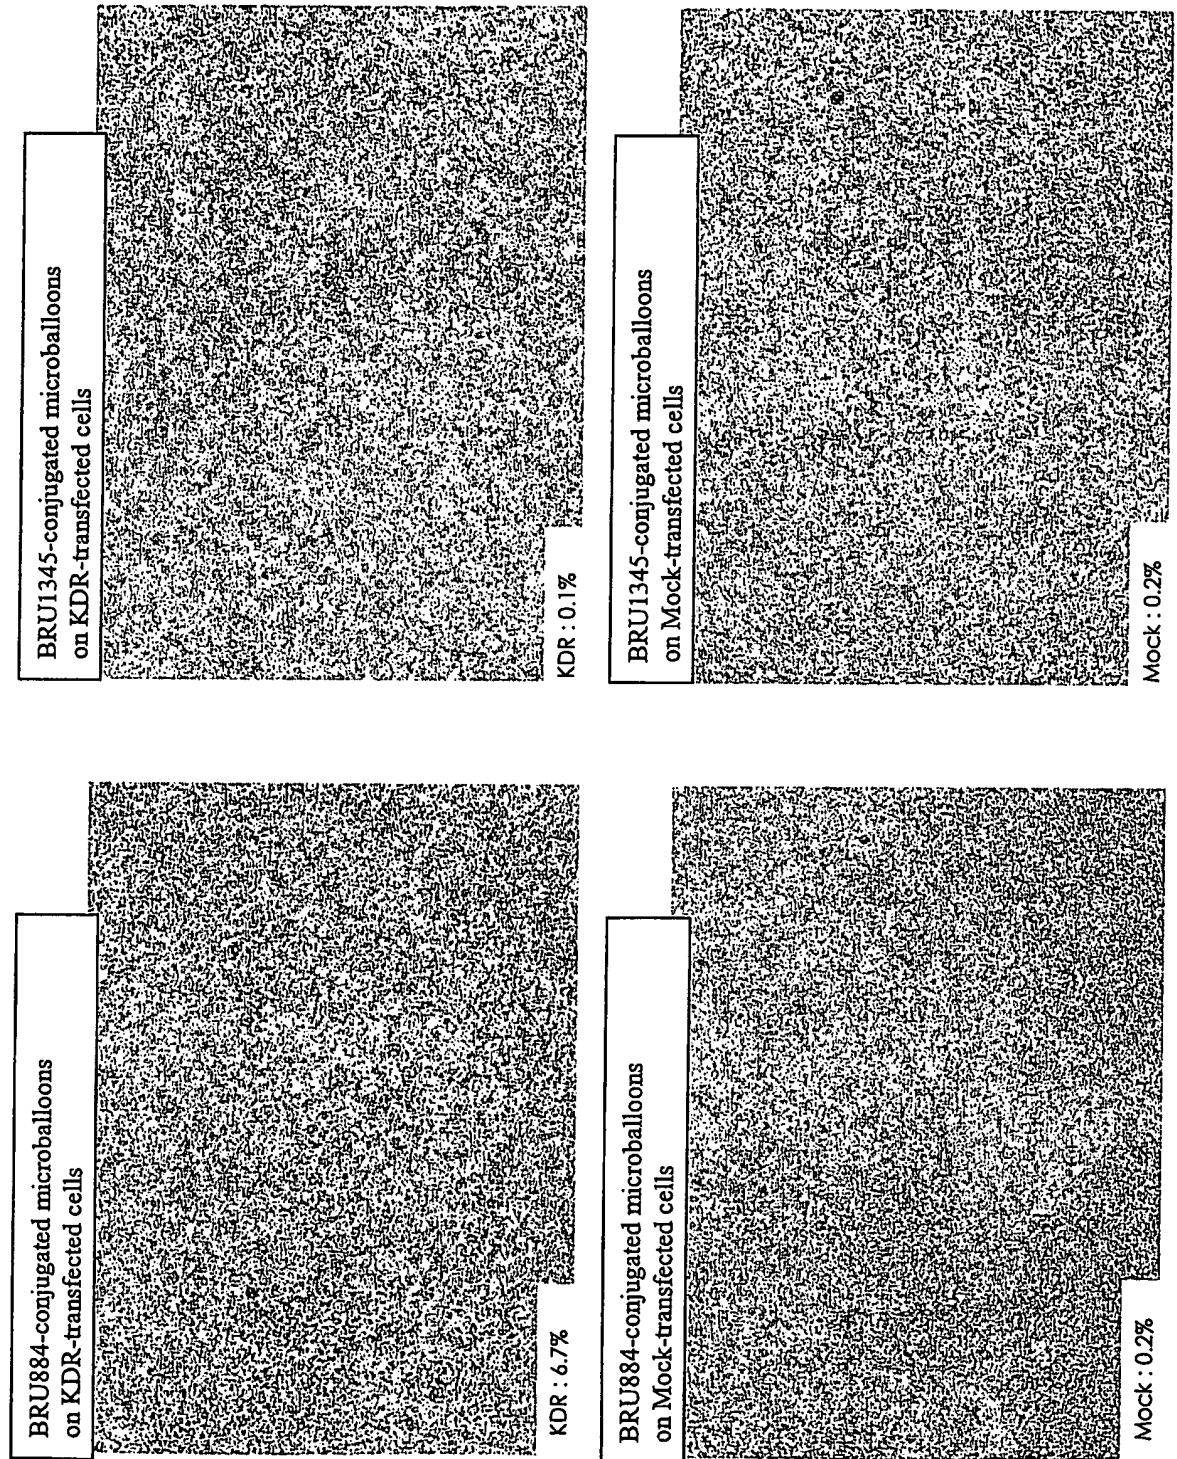 BRU884-conjugated microballoons
on KDR-transfected cells
KDR : 6.7%
BRU1345-conjugated microballoons
on KDR-transfected cells
KDR : 0.1%
BRU884-conjugated microballoons
on Mock-transfected cells
Mock : 0.2%
BRU1345-conjugated microballoons
on Mock-transfected cells
Mock : 0.2%